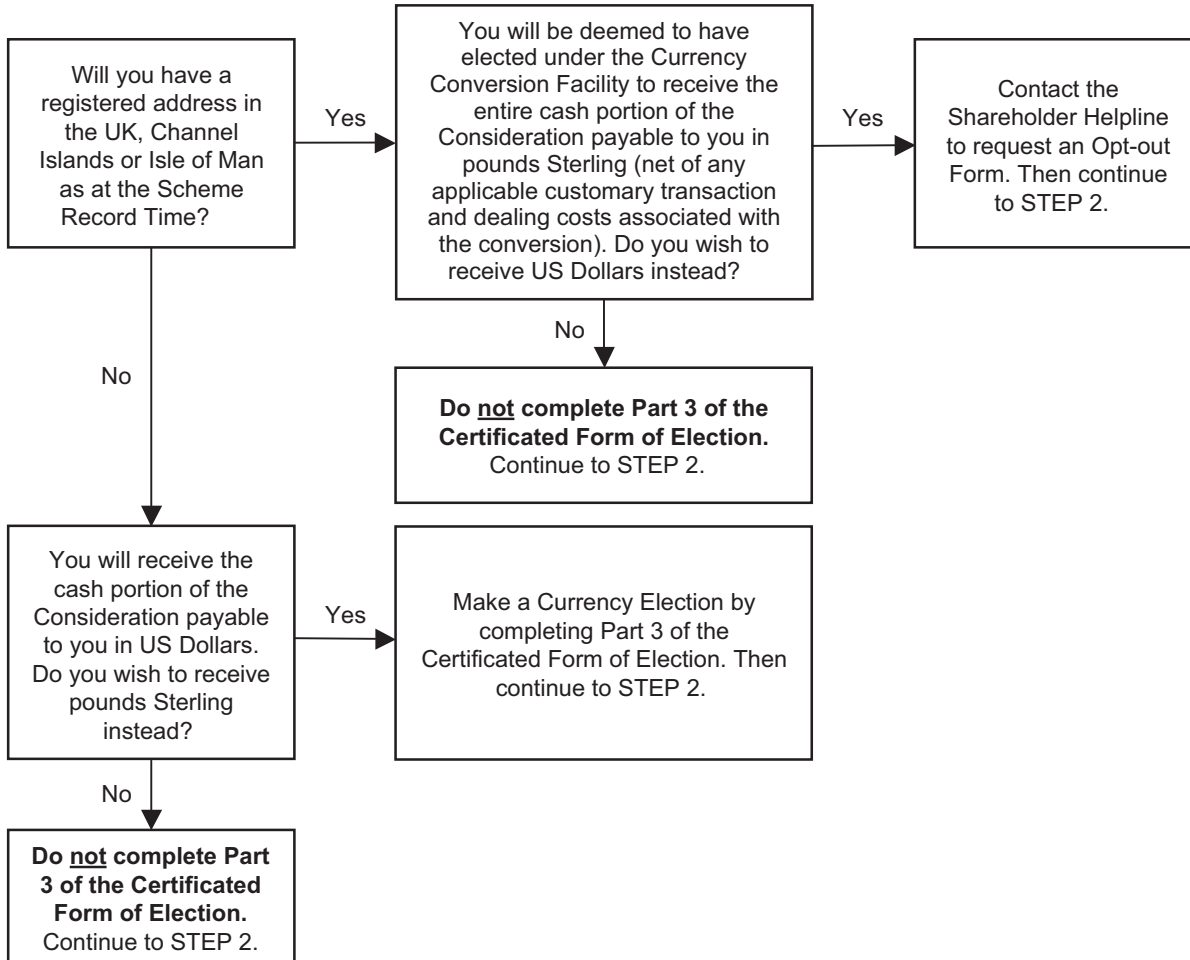 Will you have a
registered address in
the UK, Channel
Islands or Isle of Man
as at the Scheme
Record Time?
Yes
You will be deemed to have
elected under the Currency
Conversion Facility to receive the
entire cash portion of the
Consideration payable to you in
pounds Sterling (net of any
applicable customary transaction
and dealing costs associated with
the conversion). Do you wish to
receive US Dollars instead?
Yes
Contact the
Shareholder Helpline
to request an Opt-out
Form. Then continue
to STEP 2.
No
No
Do not complete Part 3 of the
Certificated Form of Election.
Continue to STEP 2.
You will receive the
cash portion of the
Consideration payable
to you in US Dollars.
Do you wish to receive
pounds Sterling
instead?
Yes
Make a Currency Election by
completing Part 3 of the
Certificated Form of Election. Then
continue to STEP 2.
No
Do not complete Part
3 of the Certificated
Form of Election.
Continue to STEP 2.